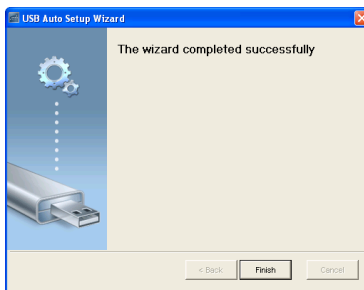 USB Auto Setup Wizard
The wizard completed successfully
< Back Finish Cancel